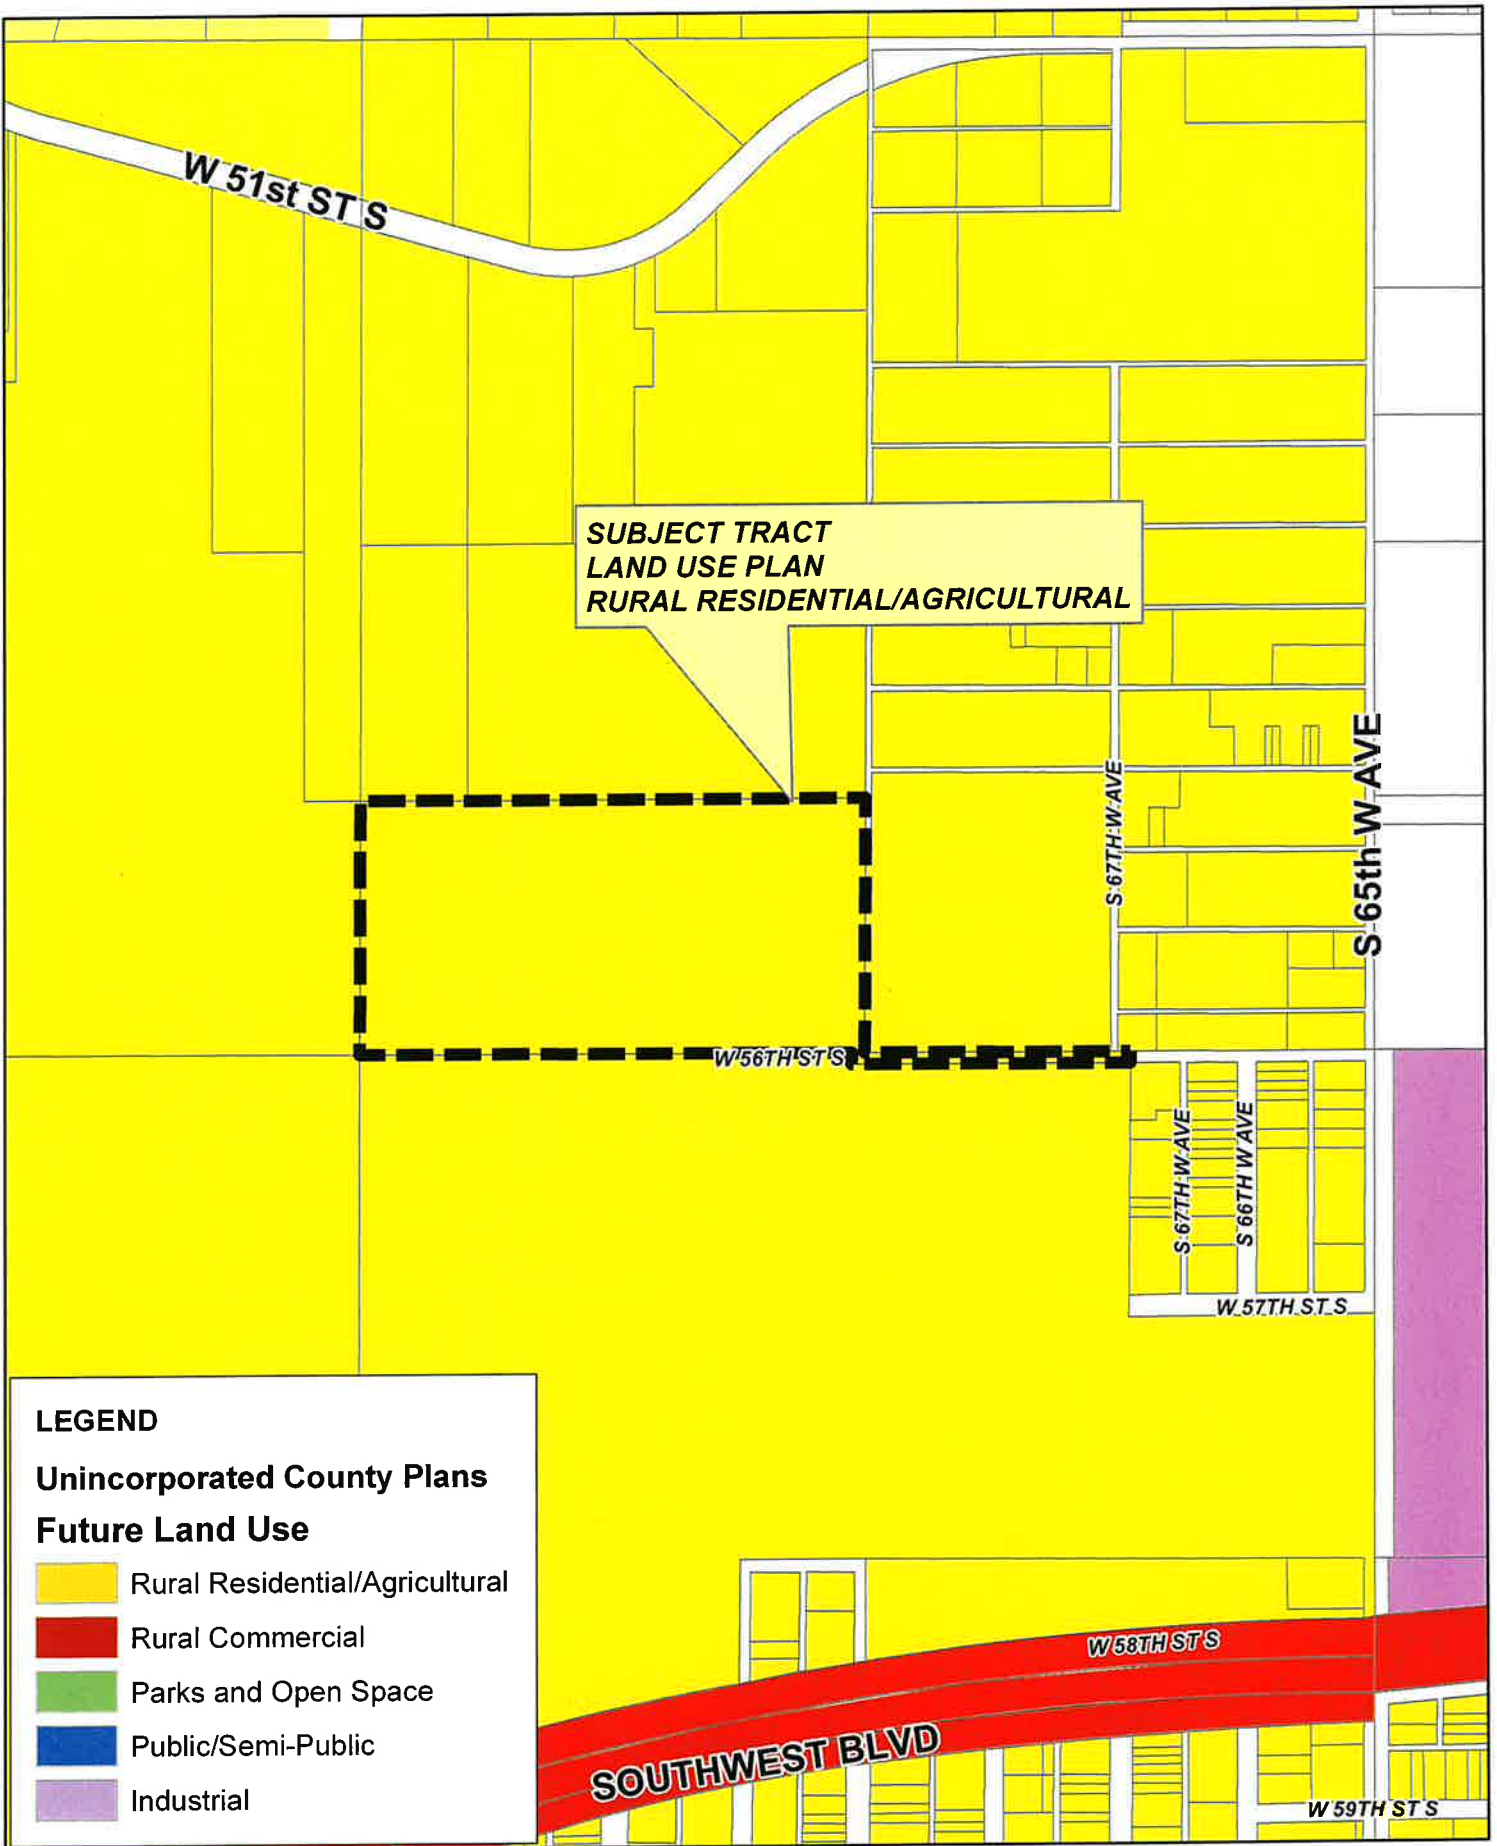 W 51st ST S
SUBJECT TRACT
LAND USE PLAN
RURAL RESIDENTIAL/AGRICULTURAL
S 67TH W AVE
S 65th W AVE
W 56TH ST S
S 67TH W AVE
S 66TH W AVE
W 57TH ST S
LEGEND
Unincorporated County Plans
Future Land Use
Rural Residential/Agricultural
Rural Commercial
Parks and Open Space
Public/Semi-Public
Industrial
W 58TH ST S
SOUTHWEST BLVD
W 59TH ST S